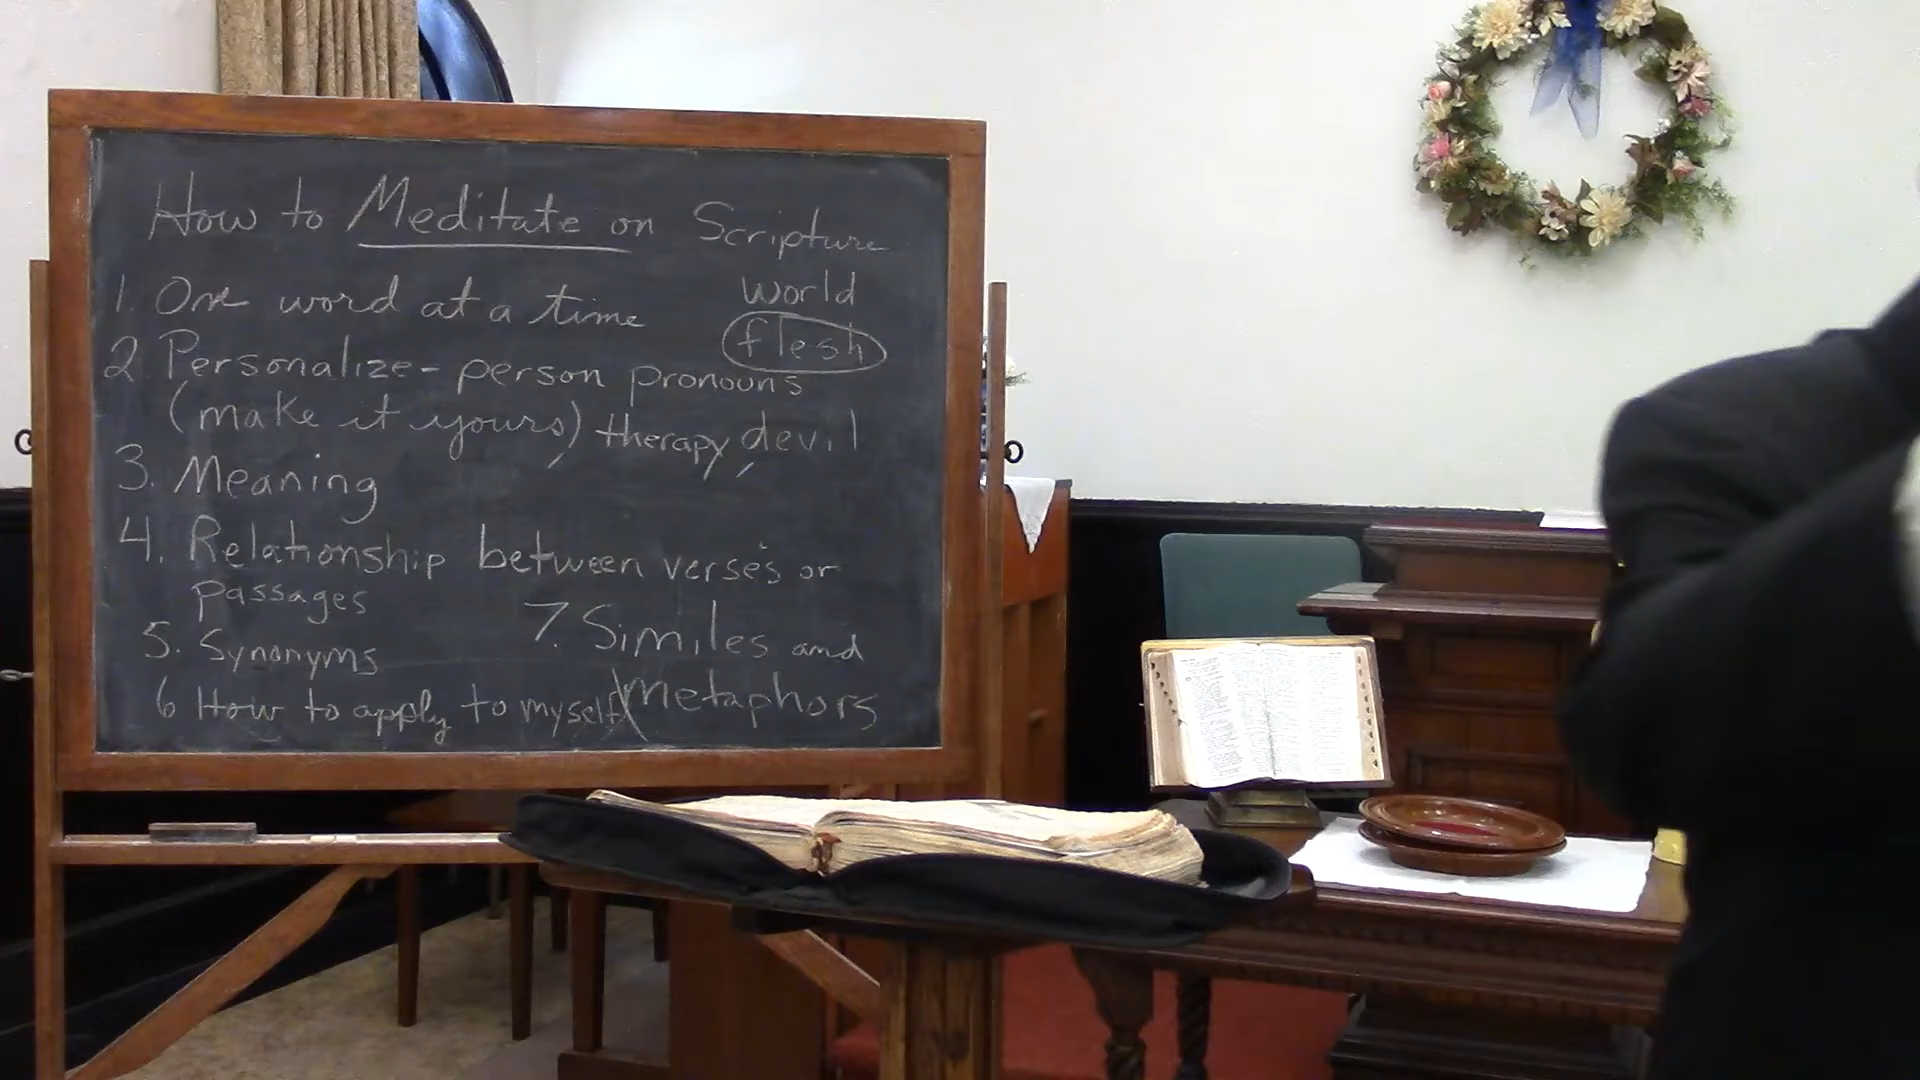 How to Meditate on Scripture
1. One word at a time
world
flesh
2 Personalize - person pronouns
(make it yours) therapy devil
3. Meaning
4. Relationship between verses or
passages
5. Synonyms
7. Similes and
Metaphors
6 How to apply to myself